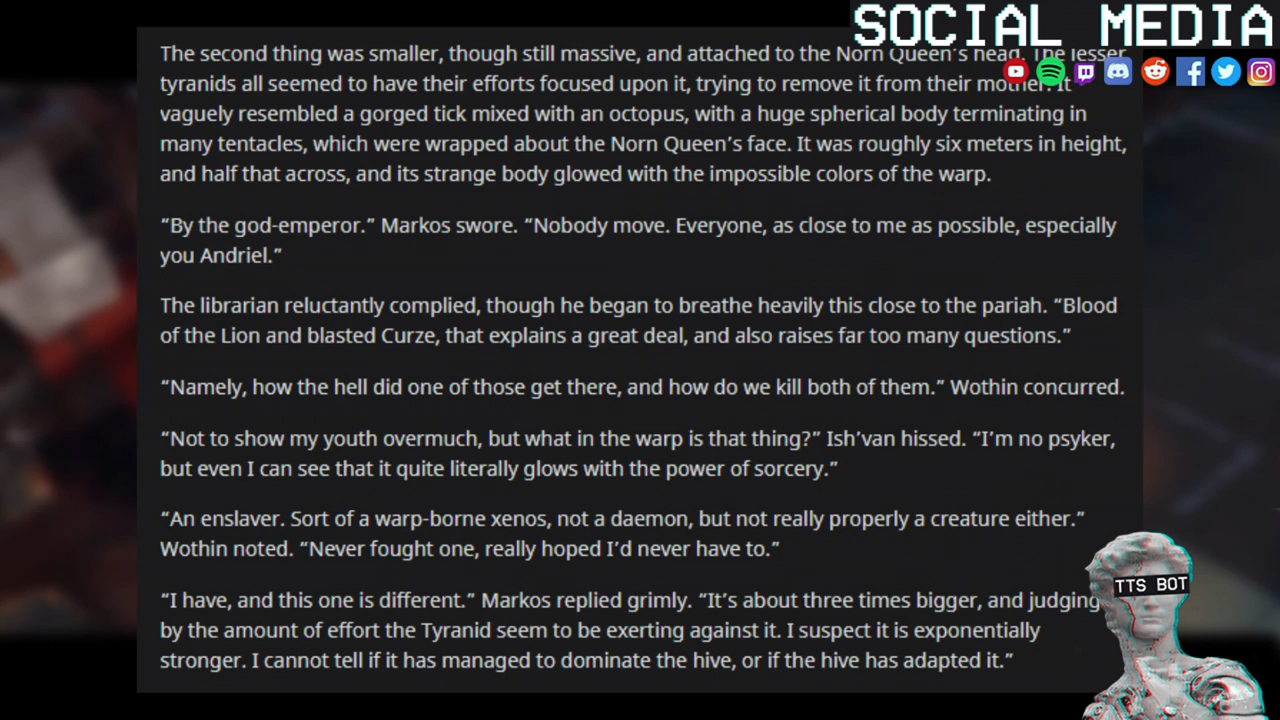 SOCIAL MEDIA
The second thing was smaller, though still massive, and attached to the Norn Queen's head. The lesser
tyranids all seemed to have their efforts focused upon it, trying to remove it from their mother. It
vaguely resembled a gorged tick mixed with an octopus, with a huge spherical body terminating in
many tentacles, which were wrapped about the Norn Queen's face. It was roughly six meters in height,
and half that across, and its strange body glowed with the impossible colors of the warp.
“By the god-emperor.” Markos swore. “Nobody move. Everyone, as close to me as possible, especially
you Andriel.”
The librarian reluctantly complied, though he began to breathe heavily this close to the pariah. “Blood
of the Lion and blasted Curze, that explains a great deal, and also raises far too many questions.”
“Namely, how the hell did one of those get there, and how do we kill both of them.” Wothin concurred.
“Not to show my youth overmuch, but what in the warp is that thing?” Ish'van hissed. “I'm no psyker,
but even I can see that it quite literally glows with the power of sorcery.”
“An enslaver. Sort of a warp-borne xenos, not a daemon, but not really properly a creature either.”
Wothin noted. “Never fought one, really hoped I'd never have to.”
“I have, and this one is different.” Markos replied grimly. “It's about three times bigger, and judging
by the amount of effort the Tyranid seem to be exerting against it. I suspect it is exponentially
stronger. I cannot tell if it has managed to dominate the hive, or if the hive has adapted it.”
TTS BOT